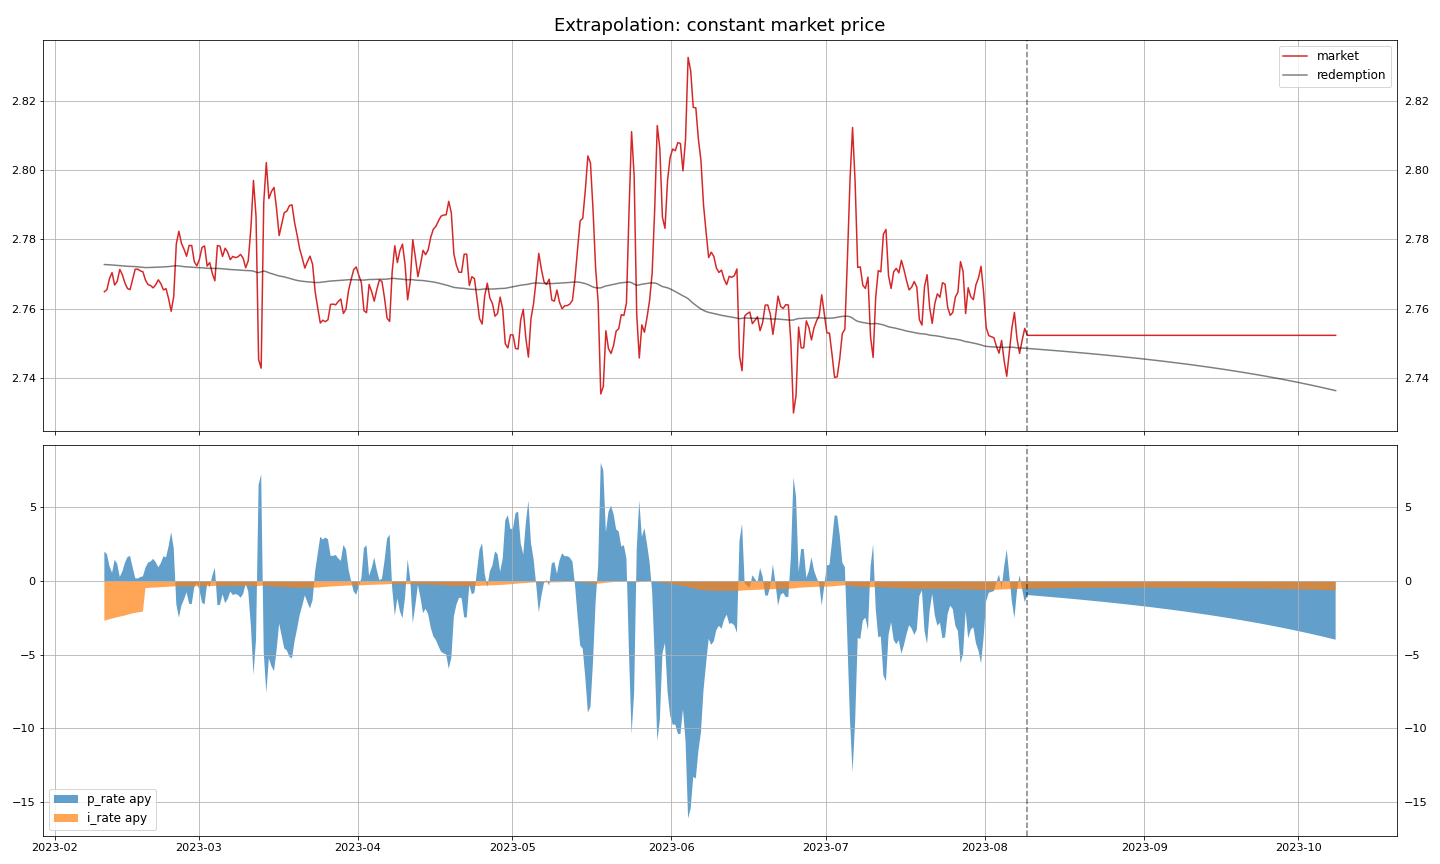 Extrapolation: constant market price
market
redemption
2.82 2.82
2.80 2.80
2.78 2.78
2.76 2.76
2.74 2.74
5 5
0 0
−5 −5
−10 −10
−15 −15
p_rate apy
i_rate apy
2023-02 2023-03 2023-04 2023-05 2023-06 2023-07 2023-08 2023-09 2023-10